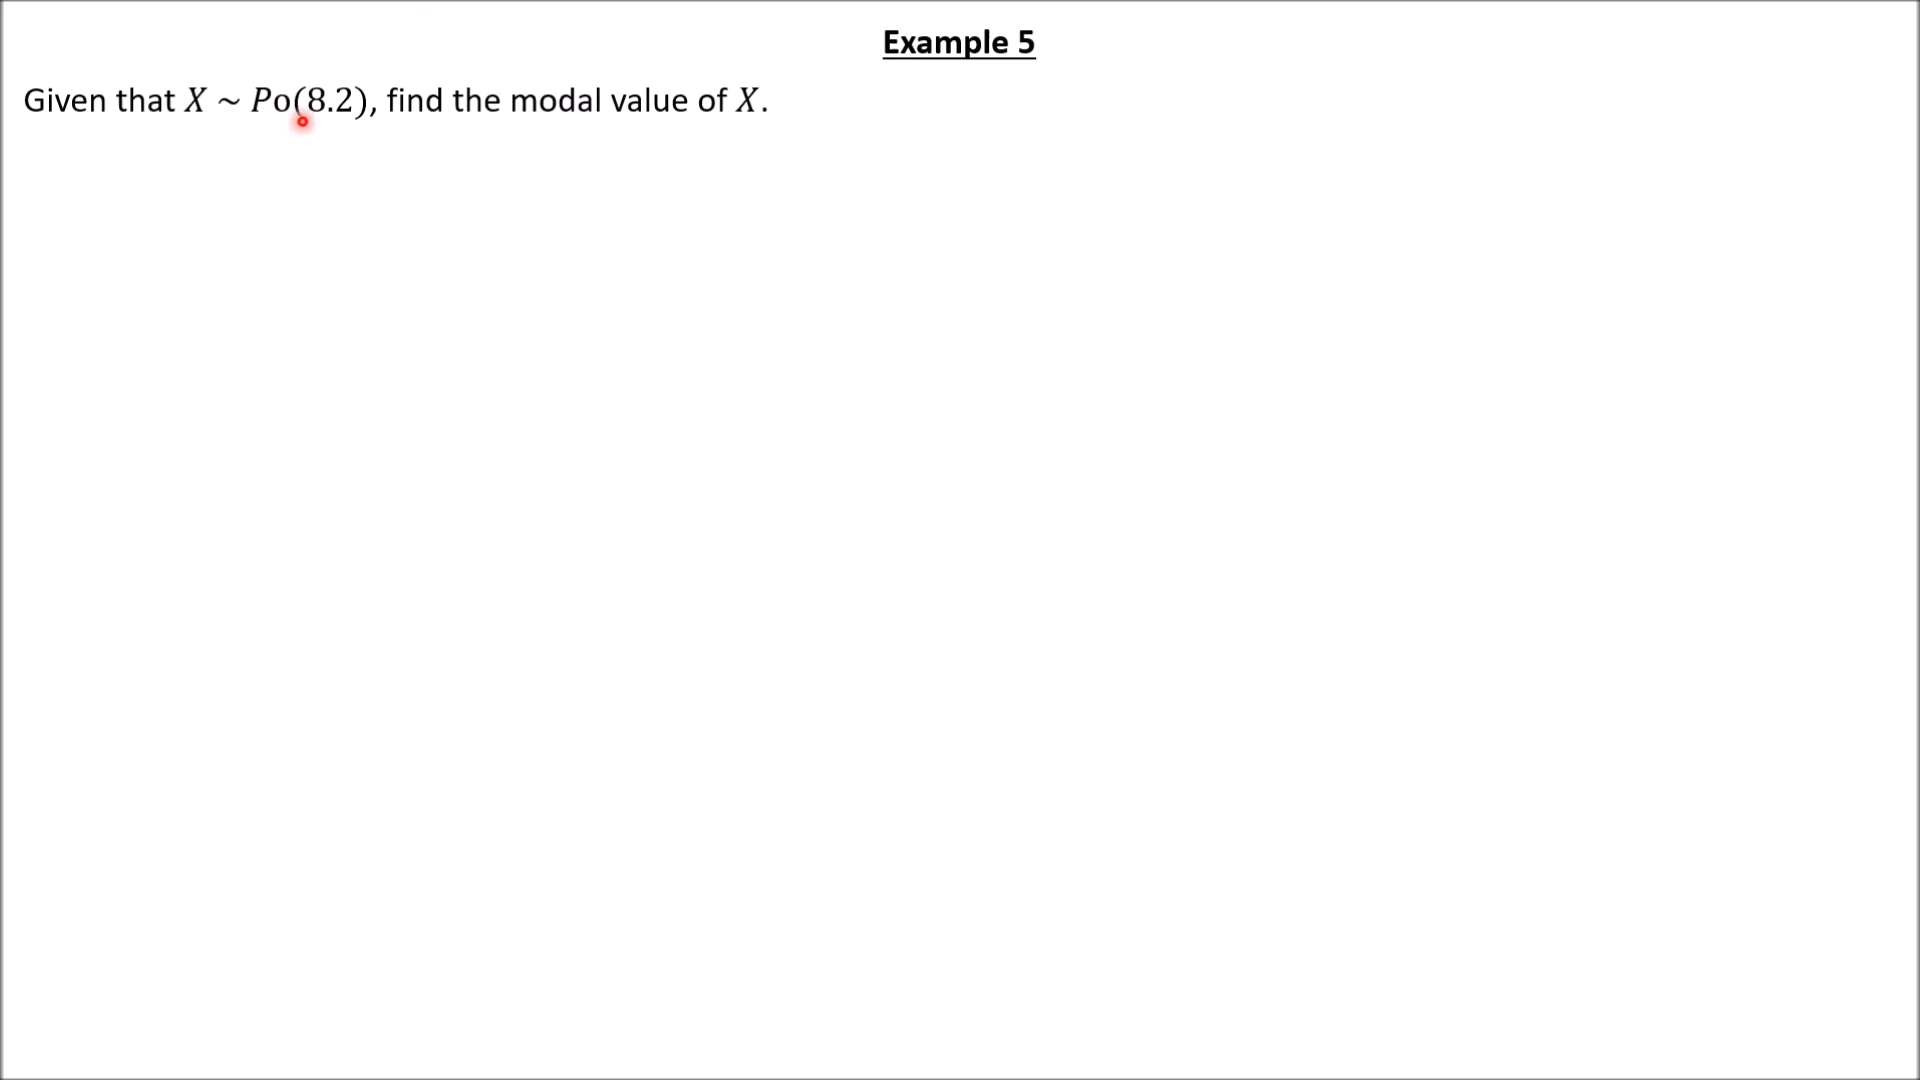 Example 5
Given that X ~ Po(8.2), find the modal value of X.